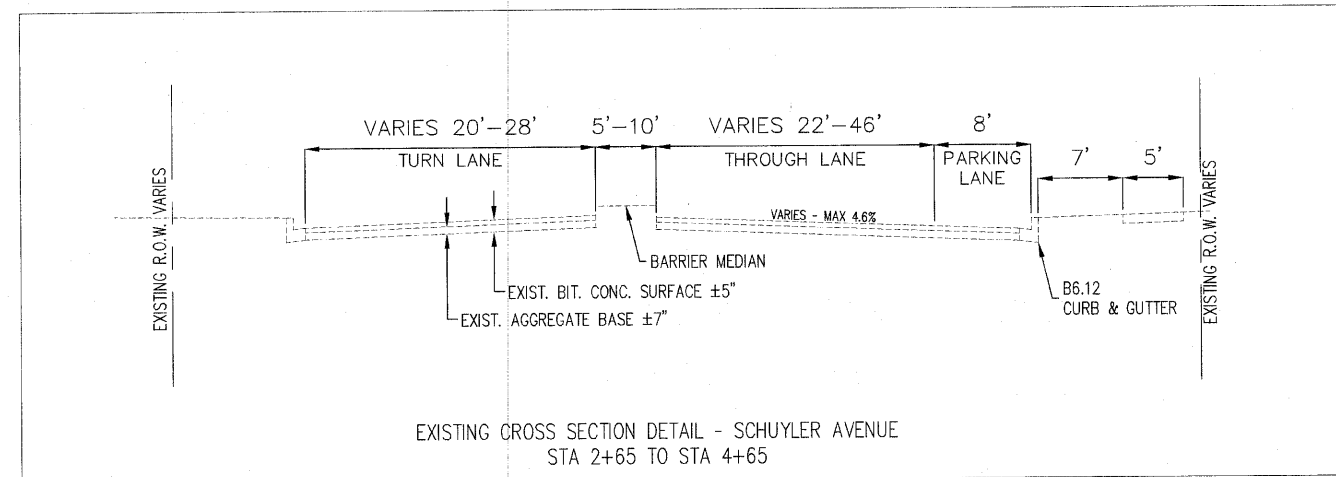 VARIES 20'-28' 5'-10' VARIES 22'-46' 8'
TURN LANE THROUGH LANE PARKING
LANE
7' 5'
VARIES - MAX 4.6%
EXISTING R.O.W. VARIES
BARRIER MEDIAN
EXIST. BIT. CONC. SURFACE ±5"
EXIST. AGGREGATE BASE ±7"
B6.12
CURB & GUTTER
EXISTING R.O.W. VARIES
EXISTING CROSS SECTION DETAIL - SCHUYLER AVENUE
STA 2+65 TO STA 4+65